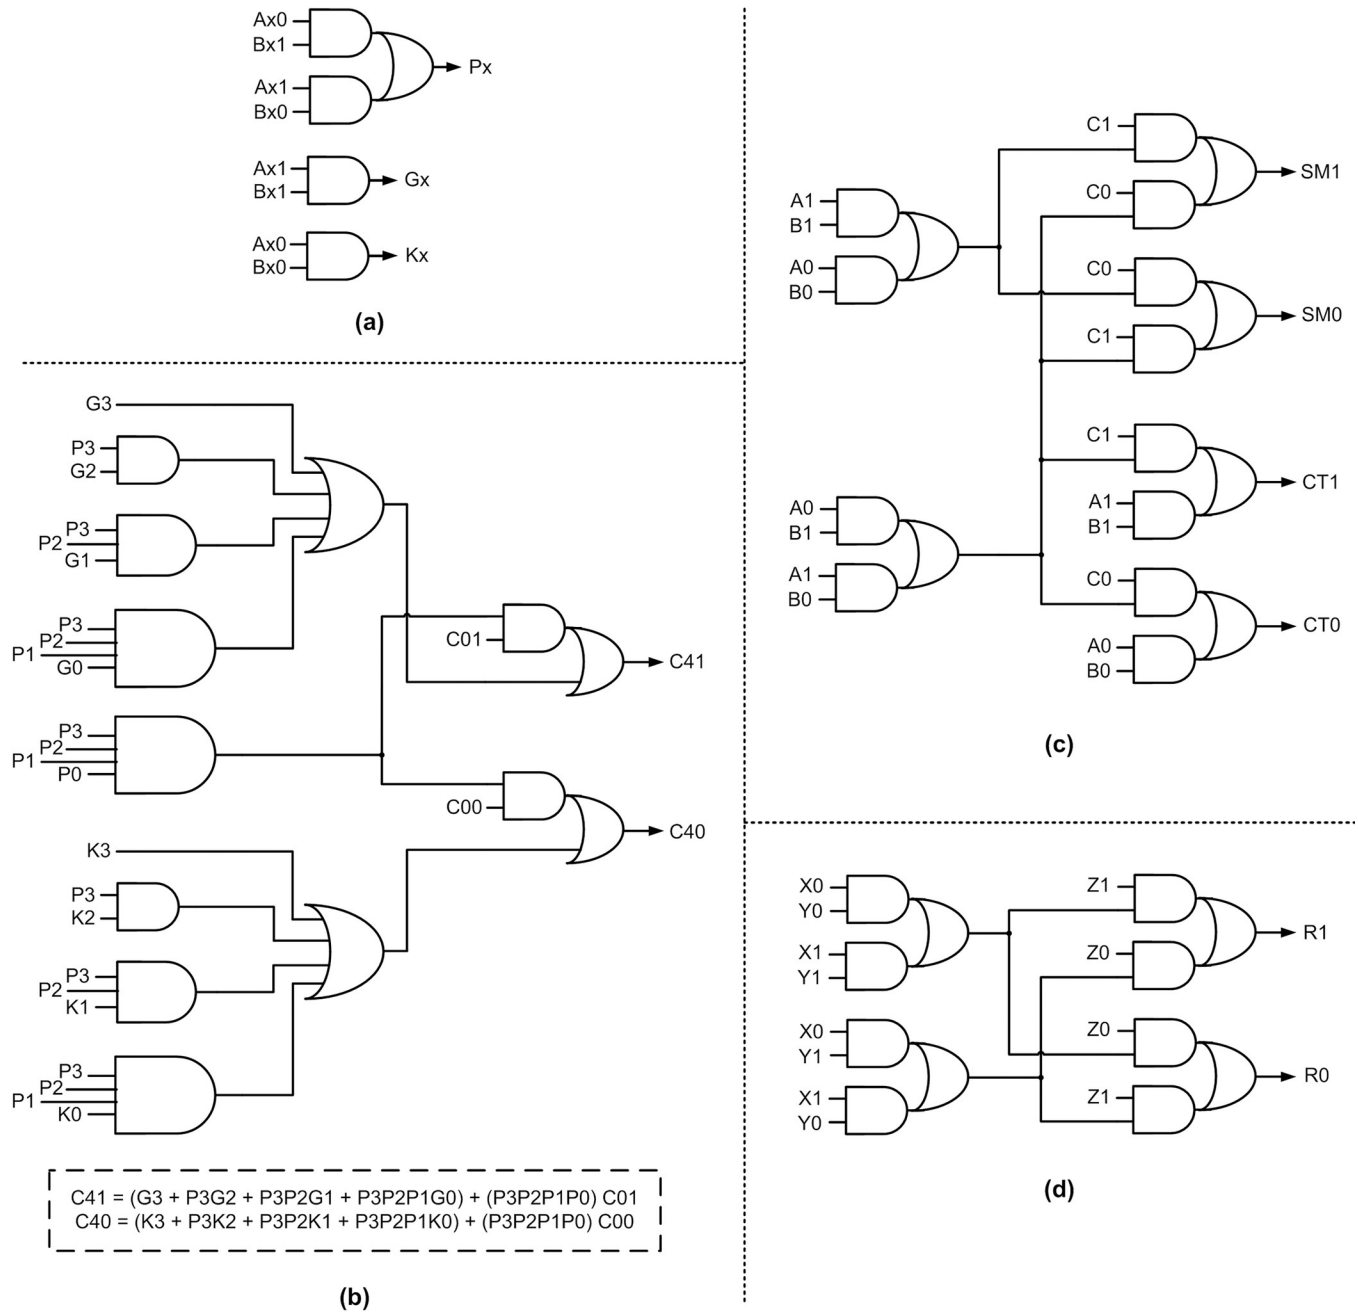 Ax0
Bx1
Px
Ax1
Bx0
Ax1
Bx1
Gx
Ax0
Bx0
Kx
(a)
G3
P3
G2
P3
P2
G1
P3
P2
P1
G0
C01
C41
P3
P2
P1
P0
C00
C40
K3
P3
K2
P3
P2
K1
P3
P2
P1
K0
C41 = (G3 + P3G2 + P3P2G1 + P3P2P1G0) + (P3P2P1P0) C01
C40 = (K3 + P3K2 + P3P2K1 + P3P2P1K0) + (P3P2P1P0) C00
(b)
A1
B1
A0
B0
C1
SM1
C0
C0
SM0
C1
A0
B1
A1
B0
C1
CT1
A1
B1
C0
CT0
A0
B0
(c)
X0
Y0
X1
Y1
X0
Y1
X1
Y0
Z1
R1
Z0
Z0
R0
Z1
(d)